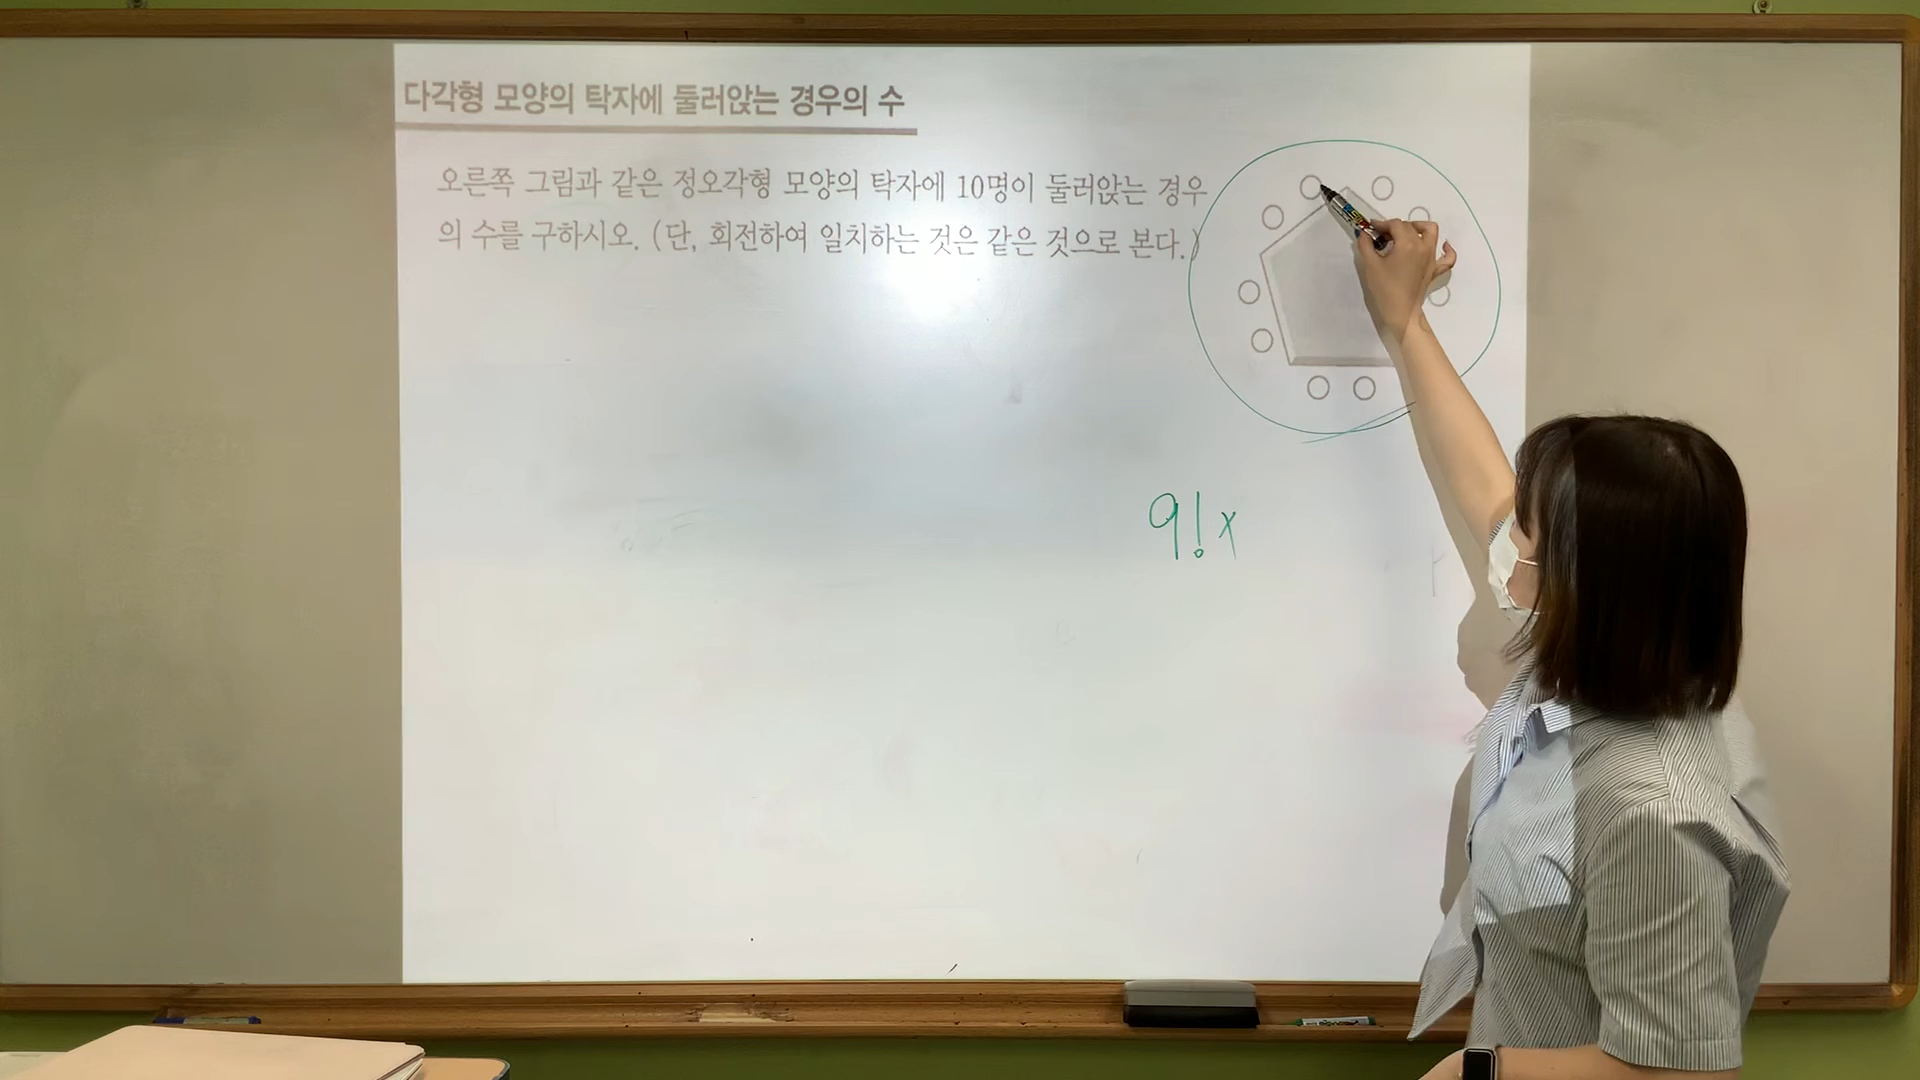 다각형 모양의 탁자에 둘러앉는 경우의 수
오른쪽 그림과 같은 정오각형 모양의 탁자에 10명이 둘러앉는 경우
의 수를 구하시오. (단, 회전하여 일치하는 것은 같은 것으로 본다.)
9! x